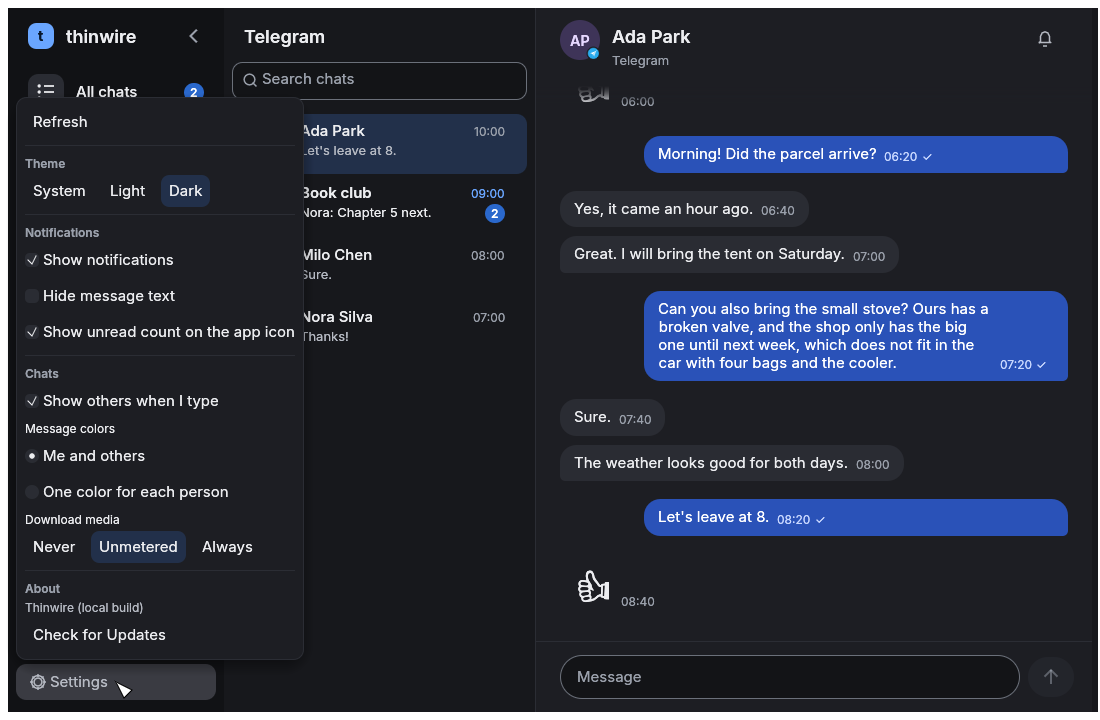 t thinwire
All chats 2
Refresh
Theme
System Light Dark
Notifications
Show notifications
Hide message text
Show unread count on the app icon
Chats
Show others when I type
Message colors
Me and others
One color for each person
Download media
Never Unmetered Always
About
Thinwire (local build)
Check for Updates
Settings
Telegram
Search chats
Ada Park 10:00
Let's leave at 8.
Book club 09:00
Nora: Chapter 5 next. 2
Milo Chen 08:00
Sure.
Nora Silva 07:00
Thanks!
AP Ada Park
Telegram
06:00
Morning! Did the parcel arrive? 06:20
Yes, it came an hour ago. 06:40
Great. I will bring the tent on Saturday. 07:00
Can you also bring the small stove? Ours has a
broken valve, and the shop only has the big
one until next week, which does not fit in the
car with four bags and the cooler. 07:20
Sure. 07:40
The weather looks good for both days. 08:00
Let's leave at 8. 08:20
08:40
Message